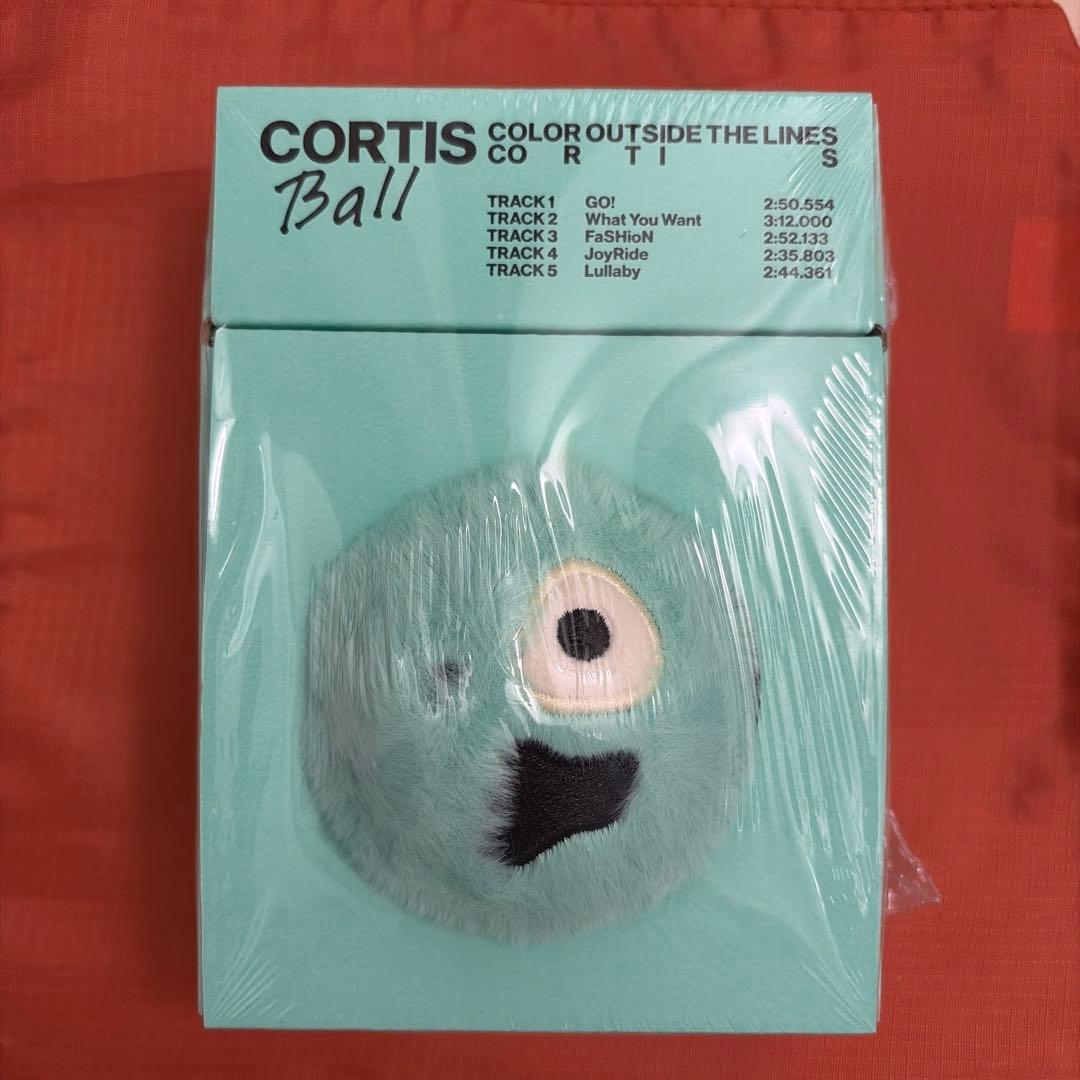 CORTIS
Ball
COLOR OUTSIDE THE LINES
CO R T I S
TRACK 1 GO! 2:50.554
TRACK 2 What You Want 3:12.000
TRACK 3 FaSHioN 2:52.133
TRACK 4 JoyRide 2:35.803
TRACK 5 Lullaby 2:44.361